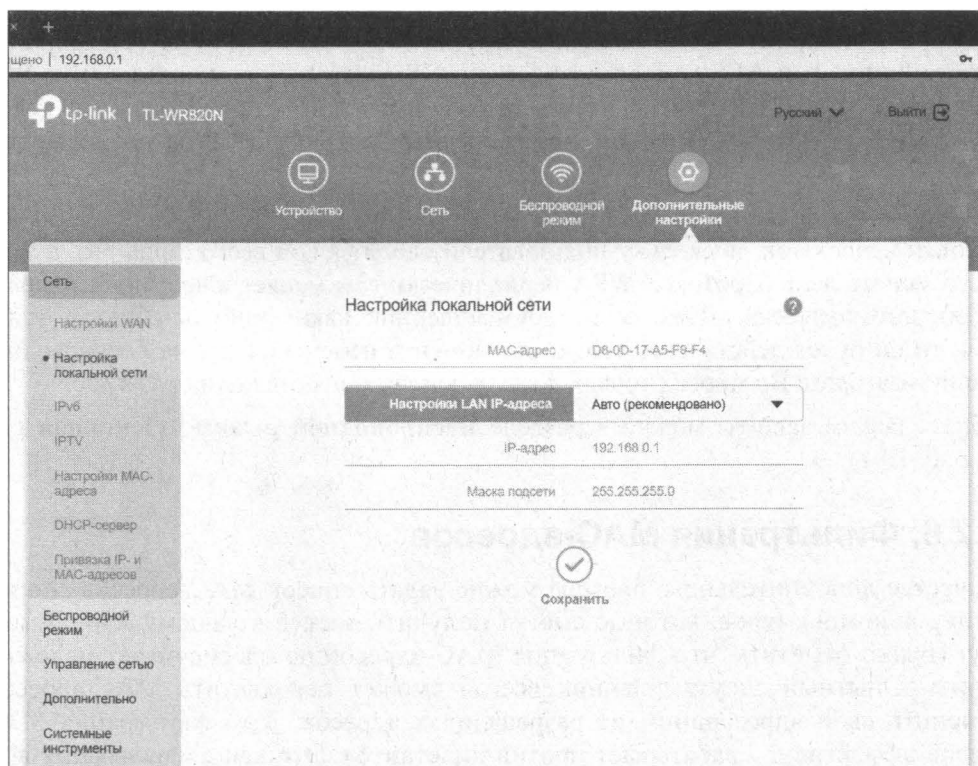 щено | 192.168.0.1
tp-link | TL-WR820N
Русский
Выйти
Устройство
Сеть
Беспроводной
режим
Дополнительные
настройки
Сеть
Настройки WAN
Настройка
локальной сети
IPv6
IPTV
Настройки MAC-
адреса
DHCP-сервер
Привязка IP- и
MAC-адресов
Беспроводной
режим
Управление сетью
Дополнительно
Системные
инструменты
Настройка локальной сети
?
MAC-адрес D8-0D-17-A5-F9-F4
Настройки LAN IP-адреса Авто (рекомендовано)
IP-адрес 192.168.0.1
Маска подсети 255.255.255.0
Сохранить